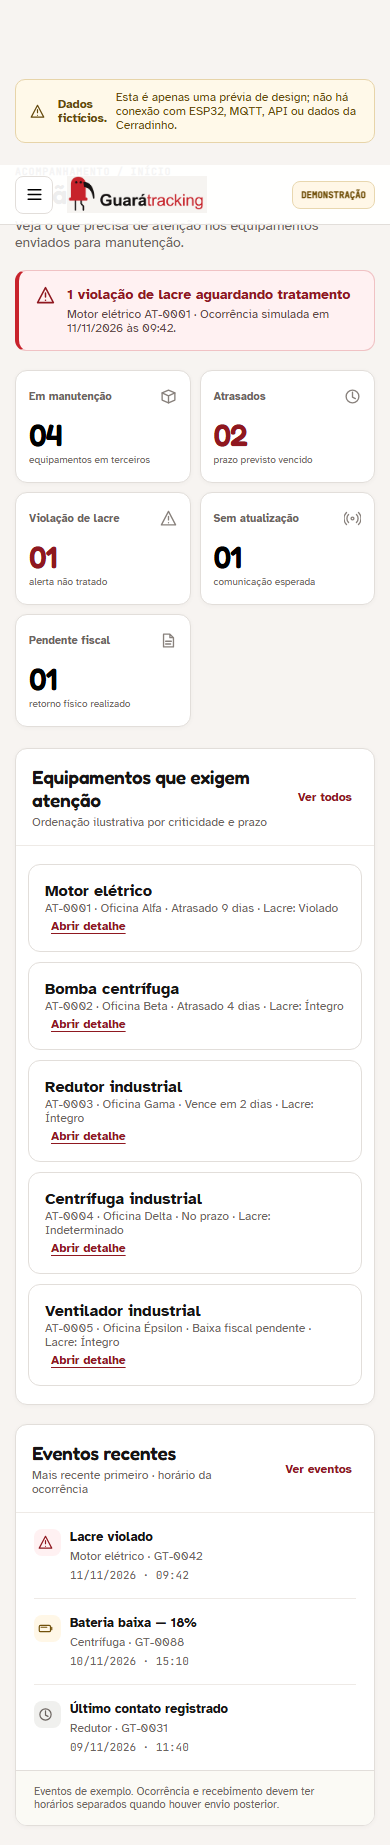 Dados fictícios.
Esta é apenas uma prévia de design; não há
conexão com ESP32, MQTT, API ou dados da
Cerradinho.
ACOMPANHAMENTO / INÍCIO
Guarátracking
DEMONSTRAÇÃO
Veja o que precisa de atenção nos equipamentos
enviados para manutenção.
1 violação de lacre aguardando tratamento
Motor elétrico AT-0001 · Ocorrência simulada em
11/11/2026 às 09:42.
Em manutenção
04
equipamentos em terceiros
Atrasados
02
prazo previsto vencido
Violação de lacre
01
alerta não tratado
Sem atualização
01
comunicação esperada
Pendente fiscal
01
retorno físico realizado
Equipamentos que exigem
atenção
Ordenação ilustrativa por criticidade e prazo
Ver todos
Motor elétrico
AT-0001 · Oficina Alfa · Atrasado 9 dias · Lacre: Violado
Abrir detalhe
Bomba centrífuga
AT-0002 · Oficina Beta · Atrasado 4 dias · Lacre: Íntegro
Abrir detalhe
Redutor industrial
AT-0003 · Oficina Gama · Vence em 2 dias · Lacre:
Íntegro
Abrir detalhe
Centrífuga industrial
AT-0004 · Oficina Delta · No prazo · Lacre:
Indeterminado
Abrir detalhe
Ventilador industrial
AT-0005 · Oficina Épsilon · Baixa fiscal pendente ·
Lacre: Íntegro
Abrir detalhe
Eventos recentes
Mais recente primeiro · horário da
ocorrência
Ver eventos
Lacre violado
Motor elétrico · GT-0042
11/11/2026 · 09:42
Bateria baixa — 18%
Centrífuga · GT-0088
10/11/2026 · 15:10
Último contato registrado
Redutor · GT-0031
09/11/2026 · 11:40
Eventos de exemplo. Ocorrência e recebimento devem ter
horários separados quando houver envio posterior.